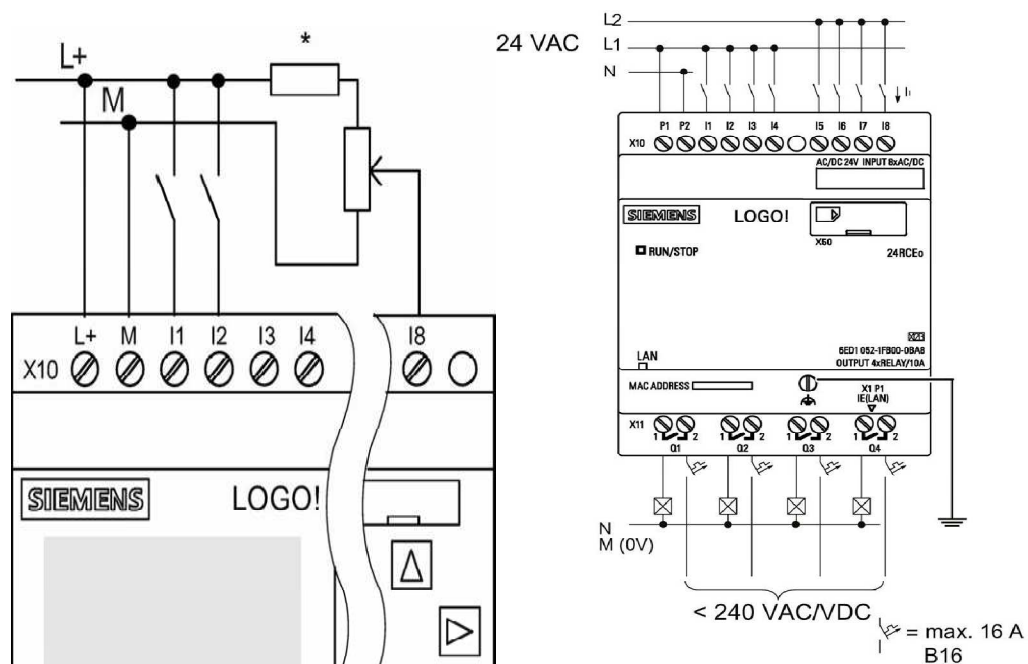 L+
*
M
L+ M I1 I2 I3 I4 I8
X10
SIEMENS LOGO!
24 VAC
L2
L1
N
I₁
P1 P2 I1 I2 I3 I4 I5 I6 I7 I8
X10
AC/DC 24V INPUT 8xAC/DC
SIEMENS LOGO!
X50
RUN/STOP
24RCEo
6ED1 052-1FB00-0BA8
OUTPUT 4xRELAY/10A
LAN
MAC ADDRESS
X1 P1
IE(LAN)
X11
1 2 1 2 1 2 1 2
Q1 Q2 Q3 Q4
N
M (0V)
< 240 VAC/VDC
= max. 16 A
B16